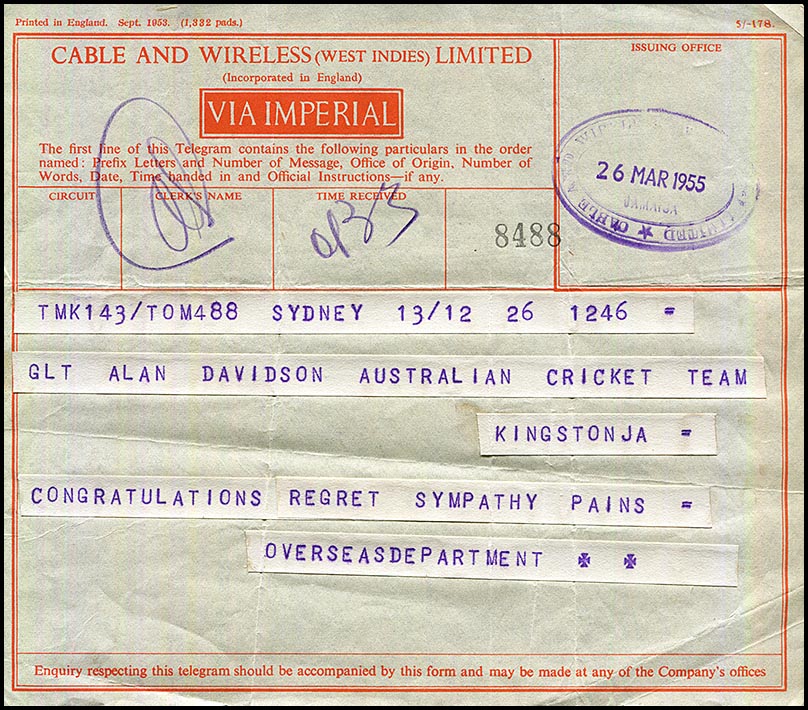 Printed in England. Sept. 1953. (1,332 pads.)
5/-178.
CABLE AND WIRELESS (WEST INDIES) LIMITED
(Incorporated in England)
VIA IMPERIAL
The first line of this Telegram contains the following particulars in the order
named: Prefix Letters and Number of Message, Office of Origin, Number of
Words, Date, Time handed in and Official Instructions—if any.
ISSUING OFFICE
26 MAR 1955
JAMAICA
LIMITED ★ CABLE AND WIRELESS
CIRCUIT
CLERK'S NAME
TIME RECEIVED
8488
TMK143/TOM488 SYDNEY 13/12 26 1246 =
GLT ALAN DAVIDSON AUSTRALIAN CRICKET TEAM
KINGSTONJA =
CONGRATULATIONS REGRET SYMPATHY PAINS =
OVERSEASDEPARTMENT ✠ ✠
Enquiry respecting this telegram should be accompanied by this form and may be made at any of the Company's offices